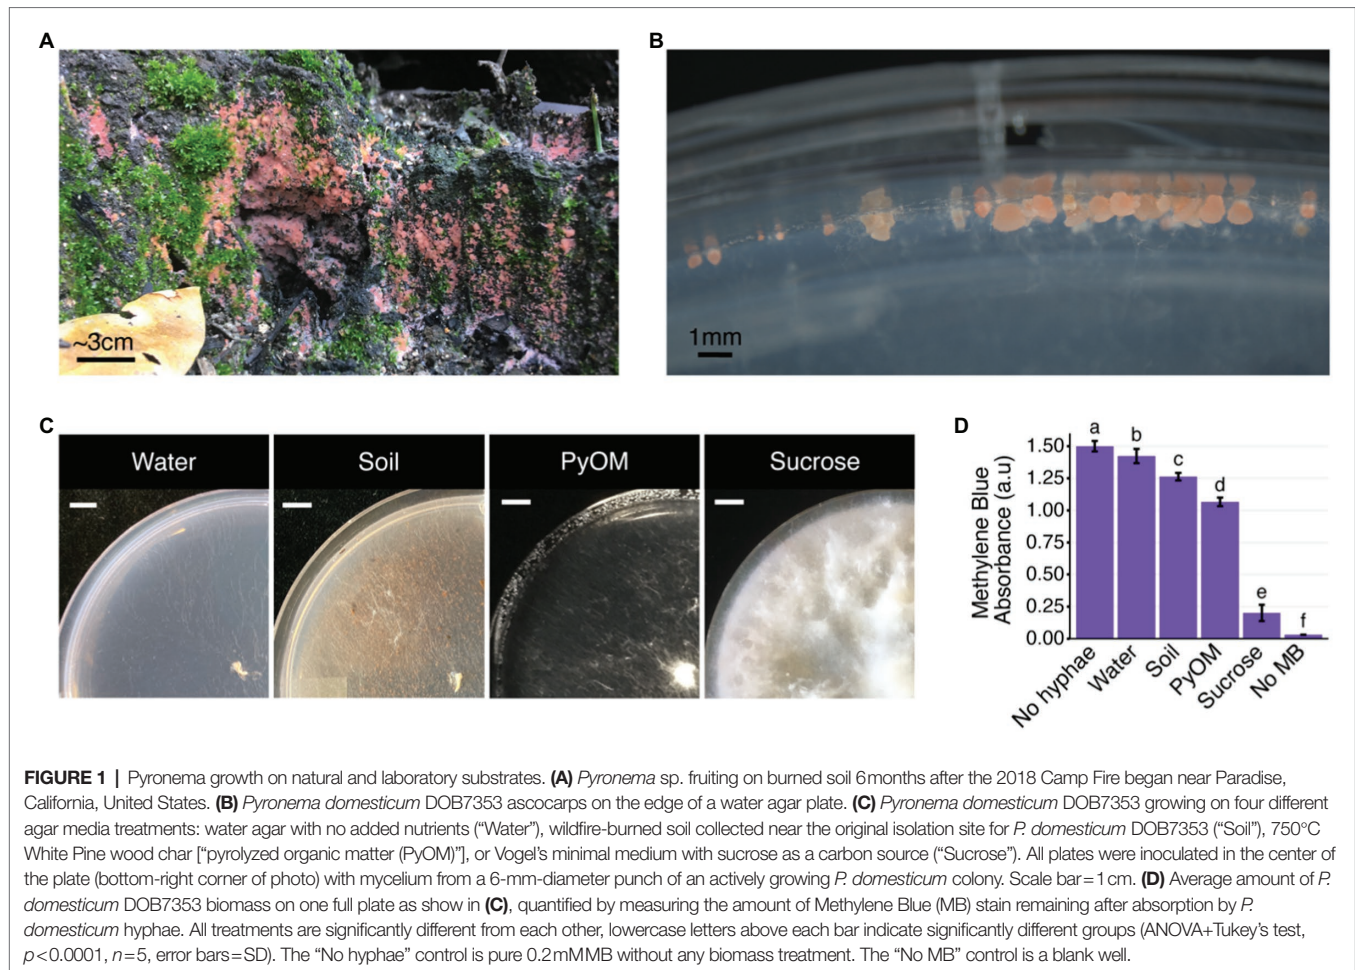 A
B
~3cm
1mm
C
Water
Soil
PyOM
Sucrose
D
Methylene Blue
Absorbance (a.u)
1.50
1.25
1.00
0.75
0.50
0.25
0.00
a
b
c
d
e
f
No hyphae
Water
Soil
PyOM
Sucrose
No MB
FIGURE 1 | Pyronema growth on natural and laboratory substrates. (A) Pyronema sp. fruiting on burned soil 6 months after the 2018 Camp Fire began near Paradise,
California, United States. (B) Pyronema domesticum DOB7353 ascocarps on the edge of a water agar plate. (C) Pyronema domesticum DOB7353 growing on four different
agar media treatments: water agar with no added nutrients (“Water”), wildfire-burned soil collected near the original isolation site for P. domesticum DOB7353 (“Soil”), 750°C
White Pine wood char [“pyrolyzed organic matter (PyOM)”], or Vogel’s minimal medium with sucrose as a carbon source (“Sucrose”). All plates were inoculated in the center of
the plate (bottom-right corner of photo) with mycelium from a 6-mm-diameter punch of an actively growing P. domesticum colony. Scale bar = 1 cm. (D) Average amount of P.
domesticum DOB7353 biomass on one full plate as show in (C), quantified by measuring the amount of Methylene Blue (MB) stain remaining after absorption by P.
domesticum hyphae. All treatments are significantly different from each other, lowercase letters above each bar indicate significantly different groups (ANOVA+Tukey’s test,
p < 0.0001, n = 5, error bars = SD). The “No hyphae” control is pure 0.2 mM MB without any biomass treatment. The “No MB” control is a blank well.